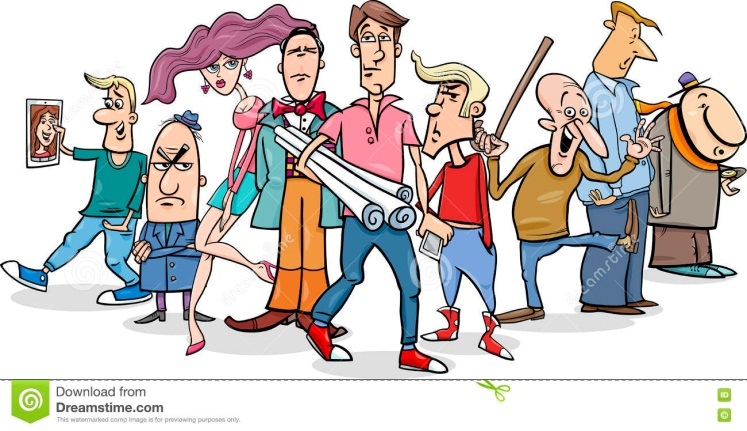 Download from
Dreamstime.com
This watermarked comp image is for previewing purposes only.